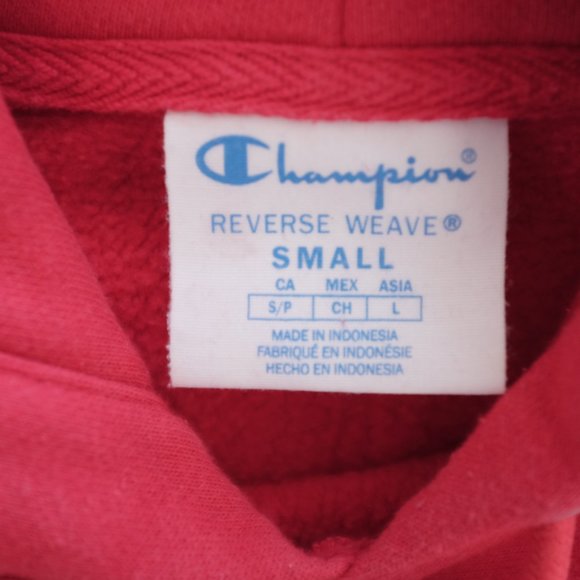 Champion®
REVERSE WEAVE®
SMALL
CA MEX ASIA
S/P CH L
MADE IN INDONESIA
FABRIQUÉ EN INDONÉSIE
HECHO EN INDONESIA